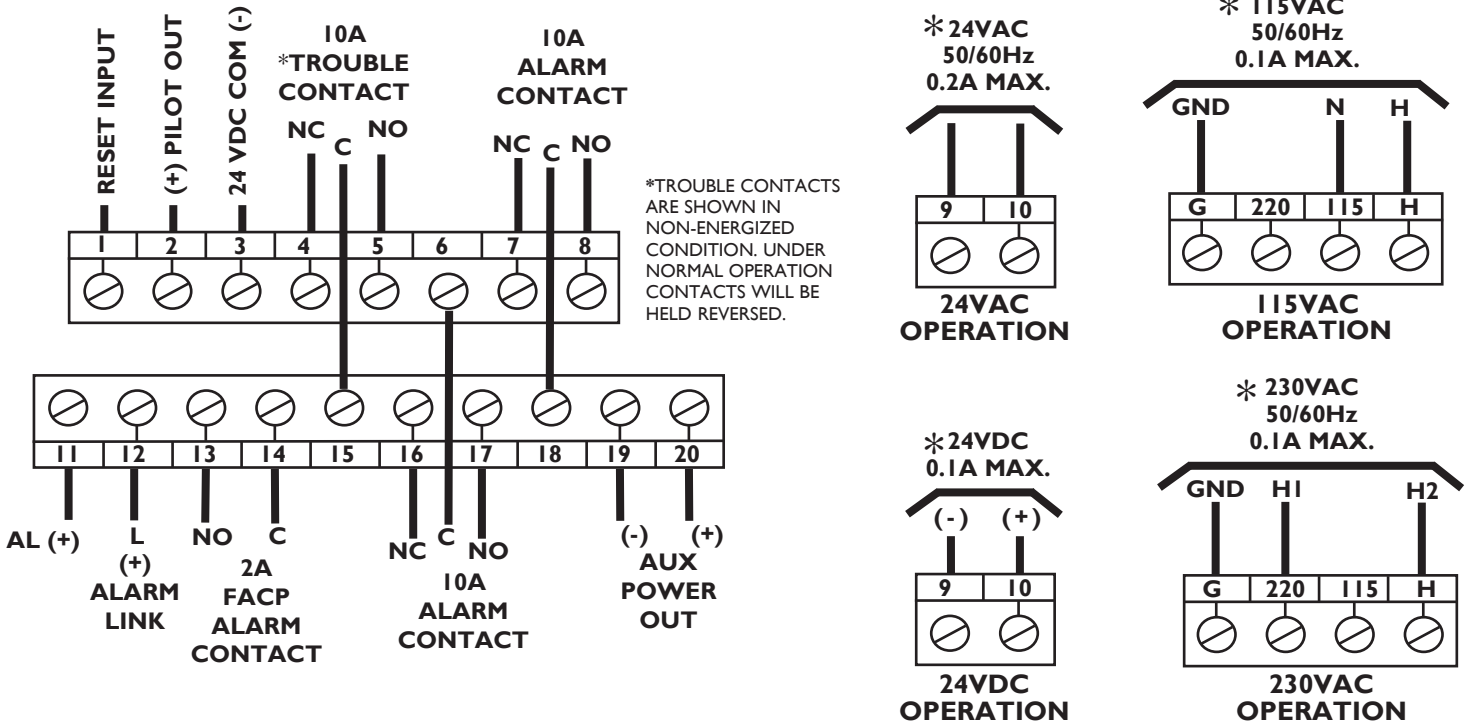 RESET INPUT
(+) PILOT OUT
24 VDC COM (-)
10A
*TROUBLE
CONTACT
NC
C
NO
10A
ALARM
CONTACT
NC
C
NO
1
2
3
4
5
6
7
8
*TROUBLE CONTACTS
ARE SHOWN IN
NON-ENERGIZED
CONDITION. UNDER
NORMAL OPERATION
CONTACTS WILL BE
HELD REVERSED.
11
12
13
14
15
16
17
18
19
20
AL (+)
L
(+)
ALARM
LINK
NO
C
2A
FACP
ALARM
CONTACT
NC
C
NO
10A
ALARM
CONTACT
(-)
(+)
AUX
POWER
OUT
*24VAC
50/60Hz
0.2A MAX.
9
10
24VAC
OPERATION
* 115VAC
50/60Hz
0.1A MAX.
GND
N
H
G
220
115
H
115VAC
OPERATION
*24VDC
0.1A MAX.
(-)
(+)
9
10
24VDC
OPERATION
* 230VAC
50/60Hz
0.1A MAX.
GND
H1
H2
G
220
115
H
230VAC
OPERATION